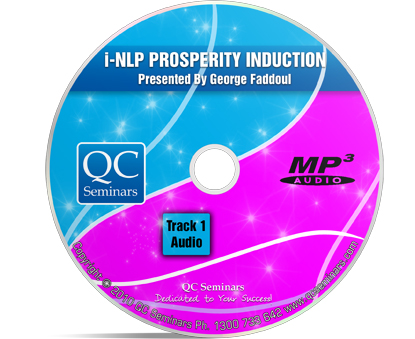 i-NLP PROSPERITY INDUCTION
Presented By George Faddoul
QC
Seminars
MP3
AUDIO
Track 1
Audio
QC Seminars
Dedicated to Your Success!
Copyright © 2010 QC Seminars Ph. 1300 733 642 www.qcseminars.com